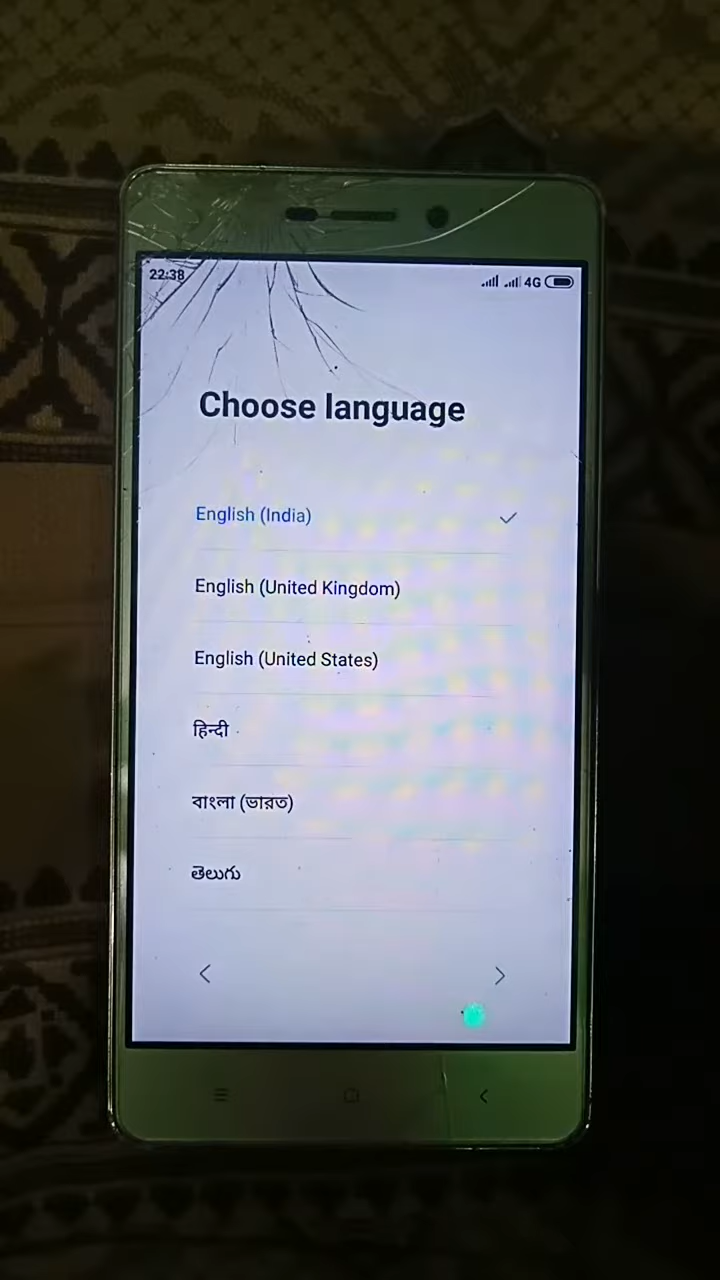 22:38
4G
Choose language
English (India)
English (United Kingdom)
English (United States)
हिन्दी
বাংলা (ভারত)
తెలుగు